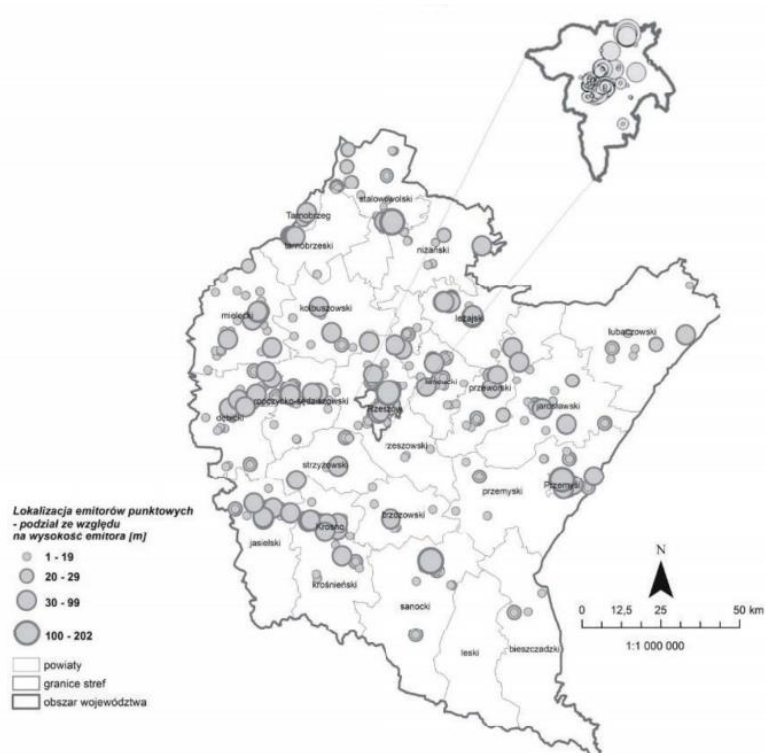 stalowowolski
Tarnobrzeg
tarnobrzeski
niżański
kolbuszowski
mielecki
leżajski
lubaczowski
łańcucki
przeworski
ropczycko-sędziszowski
dębicki
Rzeszów
jarosławski
rzeszowski
strzyżowski
przemyski
Przemyśl
Lokalizacja emitorów punktowych
- podział ze względu
na wysokość emitora [m]
1 - 19
20 - 29
30 - 99
100 - 202
powiaty
granice stref
obszar województwa
brzozowski
Krosno
jasielski
krośnieński
sanocki
leski
bieszczadzki
N
0 12,5 25 50 km
1:1 000 000